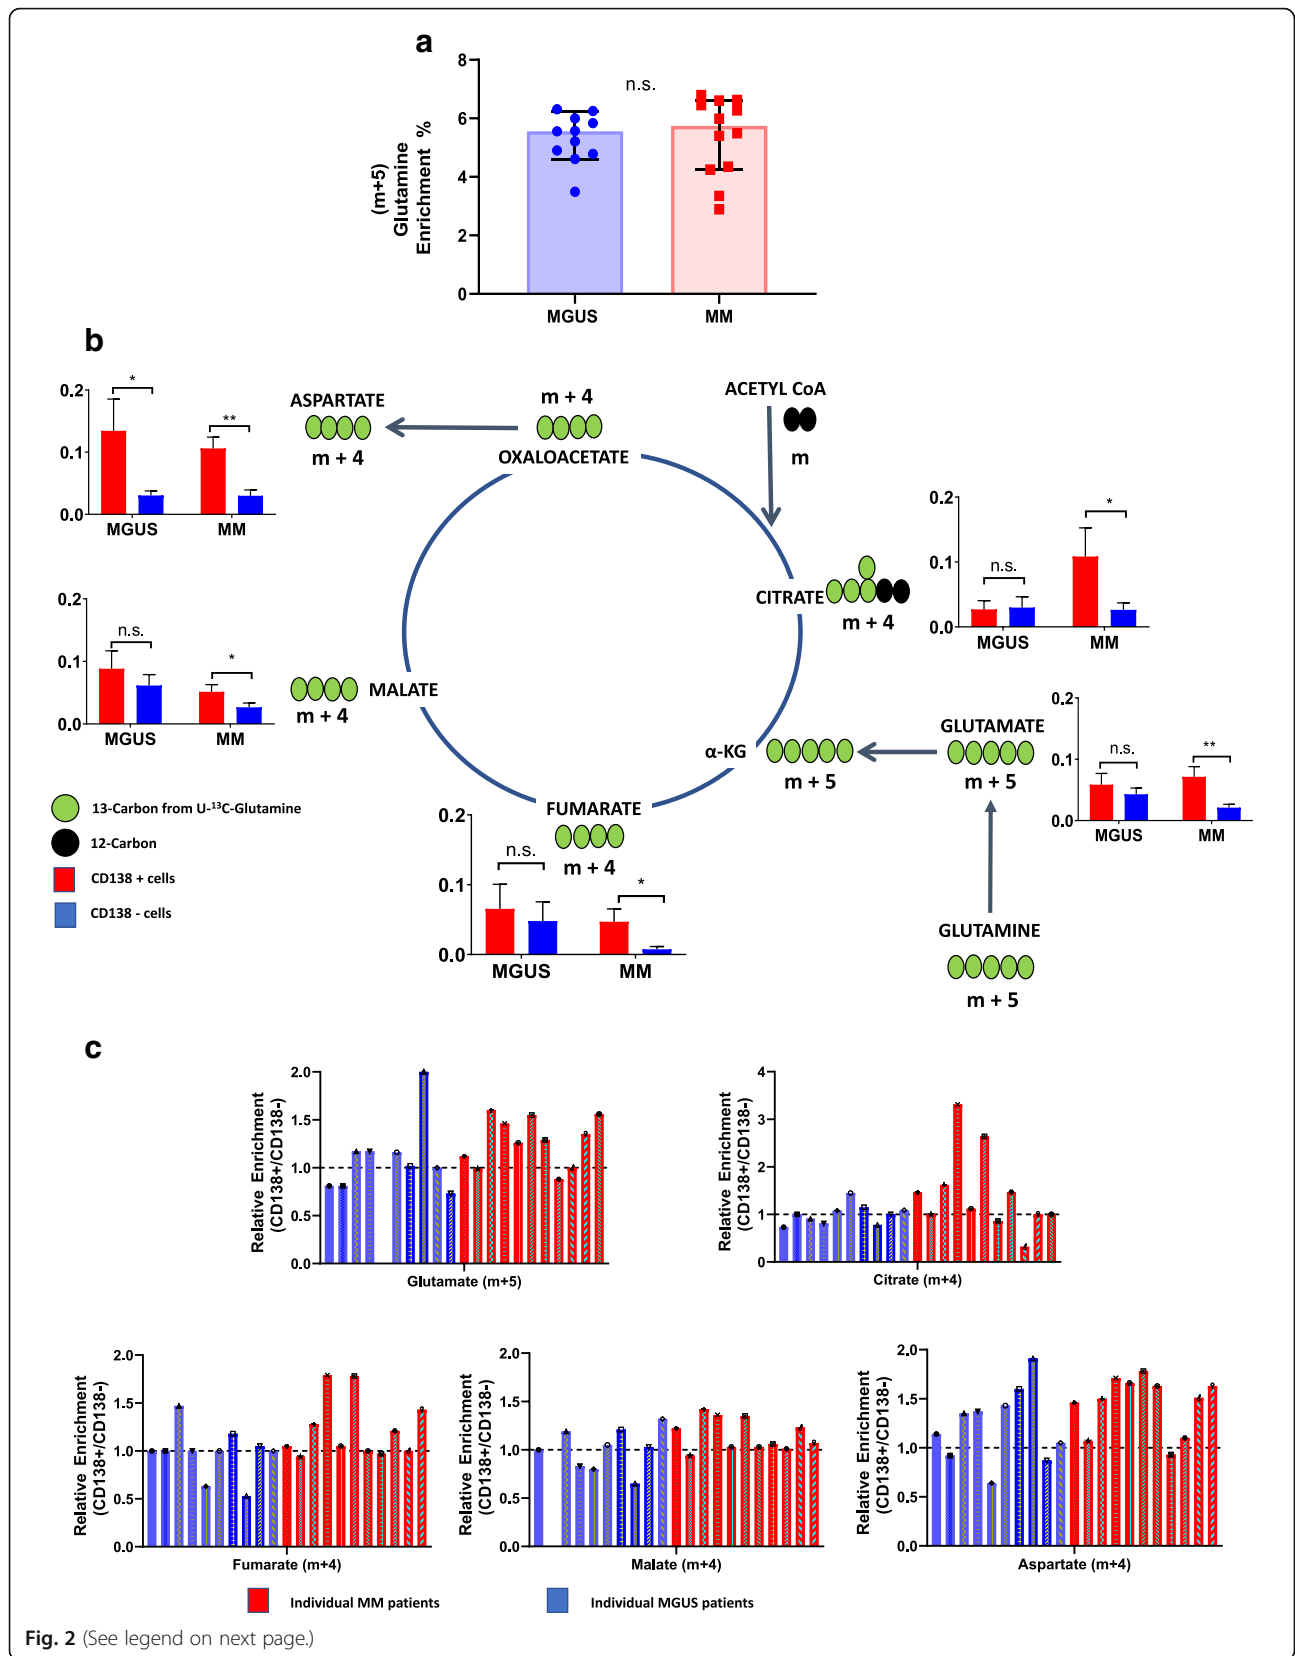 a
8
6
4
2
0
(m+5)
Glutamine
Enrichment %
n.s.
MGUS
MM
b
0.2
0.1
0.0
*
**
MGUS
MM
ASPARTATE
m + 4
m + 4
OXALOACETATE
ACETYL CoA
m
CITRATE
m + 4
0.2
0.1
0.0
n.s.
*
MGUS
MM
0.2
0.1
0.0
n.s.
*
MGUS
MM
MALATE
m + 4
α-KG
m + 5
GLUTAMATE
m + 5
0.2
0.1
0.0
n.s.
**
MGUS
MM
FUMARATE
m + 4
0.2
0.1
0.0
n.s.
*
MGUS
MM
GLUTAMINE
m + 5
13-Carbon from U-¹³C-Glutamine
12-Carbon
CD138 + cells
CD138 - cells
c
Relative Enrichment
(CD138+/CD138-)
2.0
1.5
1.0
0.5
0.0
Glutamate (m+5)
Relative Enrichment
(CD138+/CD138-)
4
3
2
1
0
Citrate (m+4)
Relative Enrichment
(CD138+/CD138-)
2.0
1.5
1.0
0.5
0.0
Fumarate (m+4)
Relative Enrichment
(CD138+/CD138-)
2.0
1.5
1.0
0.5
0.0
Malate (m+4)
Relative Enrichment
(CD138+/CD138-)
2.0
1.5
1.0
0.5
0.0
Aspartate (m+4)
Individual MM patients
Individual MGUS patients
Fig. 2 (See legend on next page.)